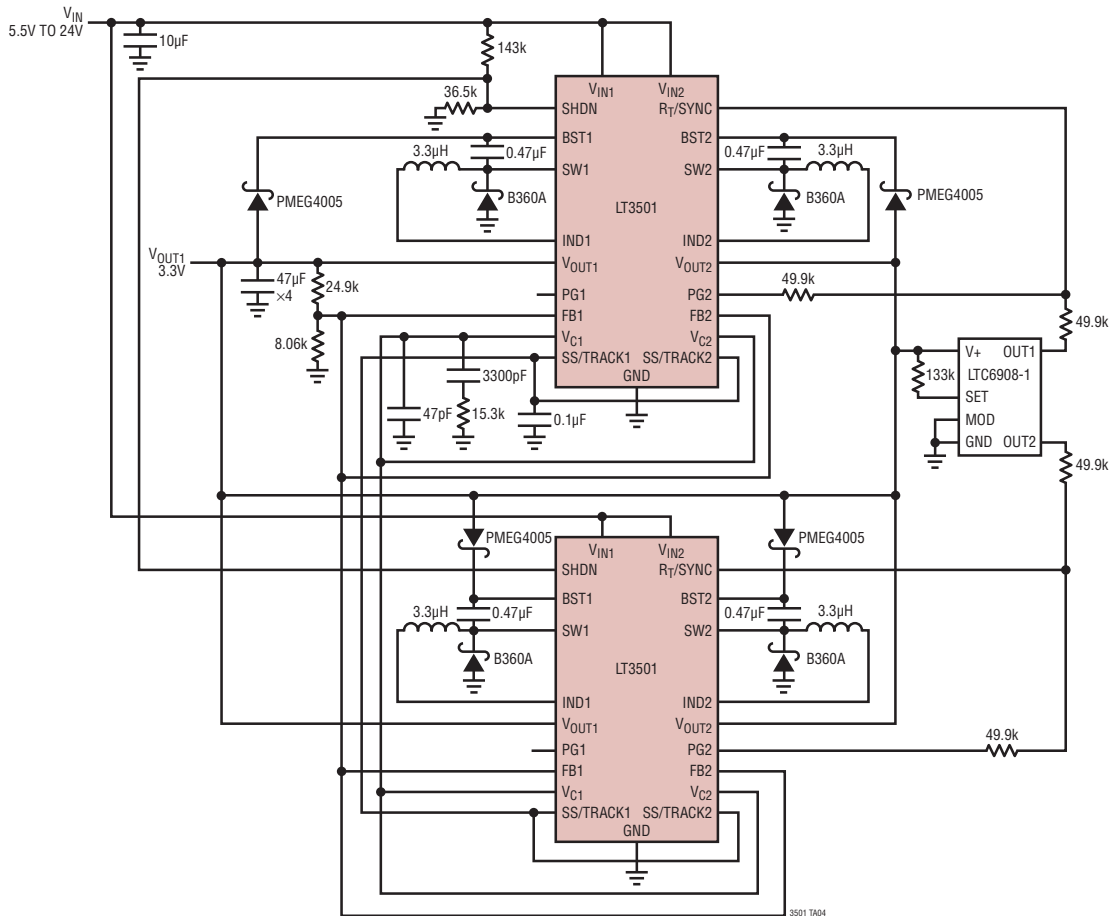 VIN
5.5V TO 24V
10µF
143k
36.5k
VIN1
VIN2
SHDN
RT/SYNC
BST1
BST2
3.3µH
0.47µF
0.47µF
3.3µH
SW1
SW2
PMEG4005
B360A
B360A
PMEG4005
LT3501
IND1
IND2
VOUT1
3.3V
VOUT1
VOUT2
47µF
×4
24.9k
49.9k
PG1
PG2
FB1
FB2
49.9k
8.06k
VC1
VC2
SS/TRACK1
SS/TRACK2
3300pF
GND
47pF
15.3k
0.1µF
V+
OUT1
133k
LTC6908-1
SET
MOD
GND
OUT2
49.9k
PMEG4005
PMEG4005
VIN1
VIN2
SHDN
RT/SYNC
BST1
BST2
3.3µH
0.47µF
0.47µF
3.3µH
SW1
SW2
B360A
B360A
LT3501
IND1
IND2
VOUT1
VOUT2
49.9k
PG1
PG2
FB1
FB2
VC1
VC2
SS/TRACK1
SS/TRACK2
GND
3501 TA04